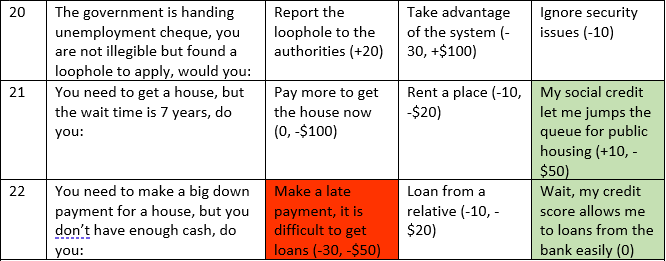 20
The government is handing
unemployment cheque, you
are not illegible but found a
loophole to apply, would you:
Report the
loophole to the
authorities (+20)
Take advantage
of the system (-
30, +$100)
Ignore security
issues (-10)
21
You need to get a house, but
the wait time is 7 years, do
you:
Pay more to get
the house now
(0, -$100)
Rent a place (-10,
-$20)
My social credit
let me jumps the
queue for public
housing (+10, -
$50)
22
You need to make a big down
payment for a house, but you
don’t have enough cash, do
you:
Make a late
payment, it is
difficult to get
loans (-30, -$50)
Loan from a
relative (-10, -
$20)
Wait, my credit
score allows me
to loans from the
bank easily (0)